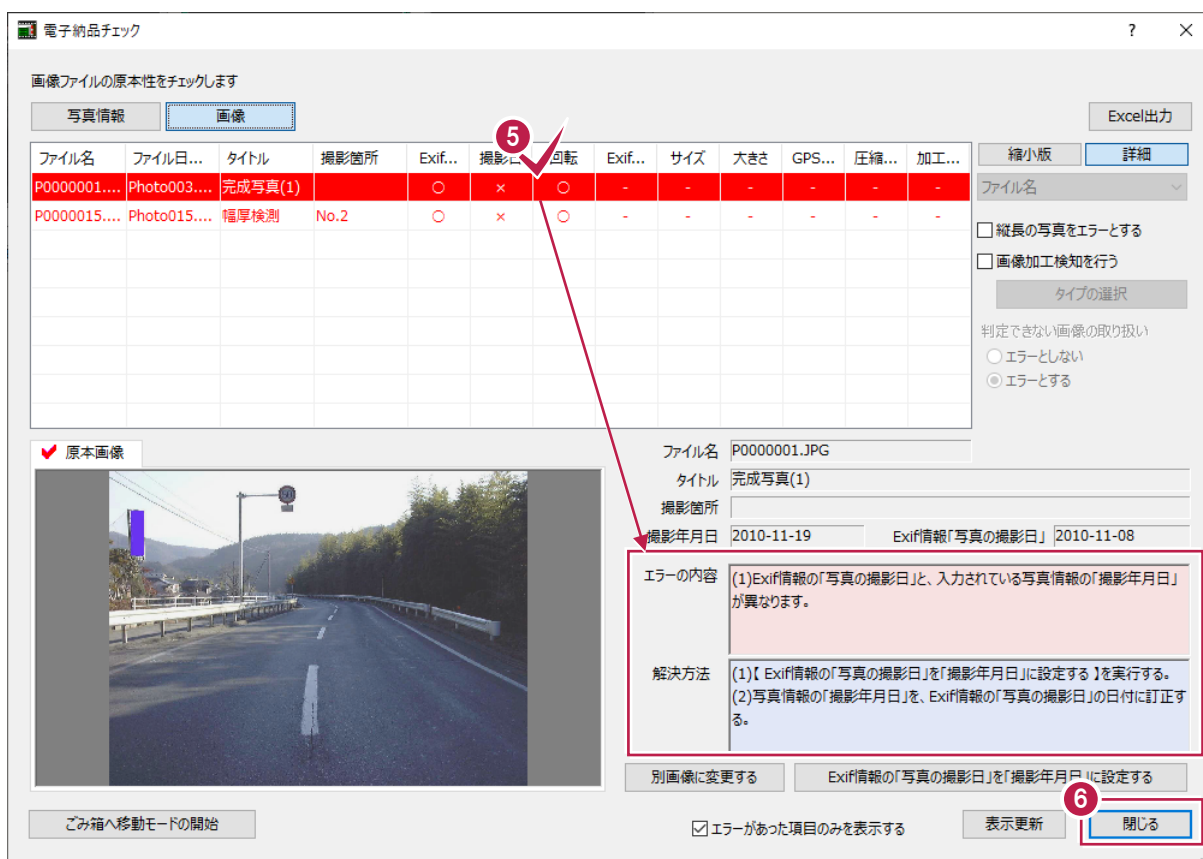 電子納品チェック
?
画像ファイルの原本性をチェックします
写真情報
画像
Excel出力
5
ファイル名 ファイル日... タイトル 撮影箇所 Exif... 撮影日 回転 Exif... サイズ 大きさ GPS... 圧縮... 加工...
P0000001.... Photo003.... 完成写真(1) ○ × ○ - - - - - -
P0000015.... Photo015.... 幅厚検測 No.2 ○ × ○ - - - - - -
縮小版
詳細
ファイル名
縦長の写真をエラーとする
画像加工検知を行う
タイプの選択
判定できない画像の取り扱い
エラーとしない
エラーとする
原本画像
ファイル名 P0000001.JPG
タイトル 完成写真(1)
撮影箇所
撮影年月日 2010-11-19 Exif情報「写真の撮影日」 2010-11-08
エラーの内容
(1)Exif情報の「写真の撮影日」と、入力されている写真情報の「撮影年月日」
が異なります。
解決方法
(1)【 Exif情報の「写真の撮影日」を「撮影年月日」に設定する 】を実行する。
(2)写真情報の「撮影年月日」を、Exif情報の「写真の撮影日」の日付に訂正す
る。
別画像に変更する
Exif情報の「写真の撮影日」を「撮影年月日」に設定する
6
ごみ箱へ移動モードの開始
エラーがあった項目のみを表示する
表示更新
閉じる